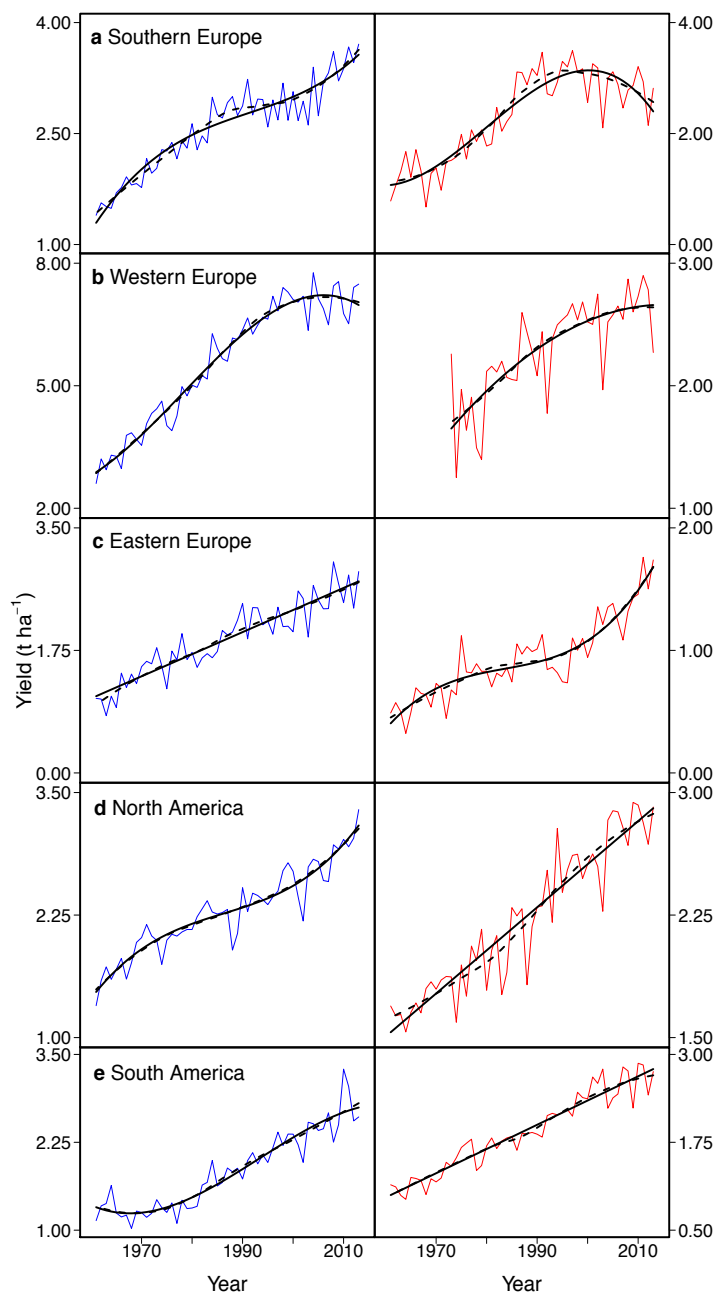 4.00 4.00
a Southern Europe
2.50 2.00
1.00 0.00
8.00 3.00
b Western Europe
5.00 2.00
2.00 1.00
3.50 2.00
c Eastern Europe
1.75 1.00
Yield (t ha⁻¹)
0.00 0.00
3.50 3.00
d North America
2.25 2.25
1.00 1.50
3.50 3.00
e South America
2.25 1.75
1.00 0.50
1970 1990 2010 1970 1990 2010
Year Year